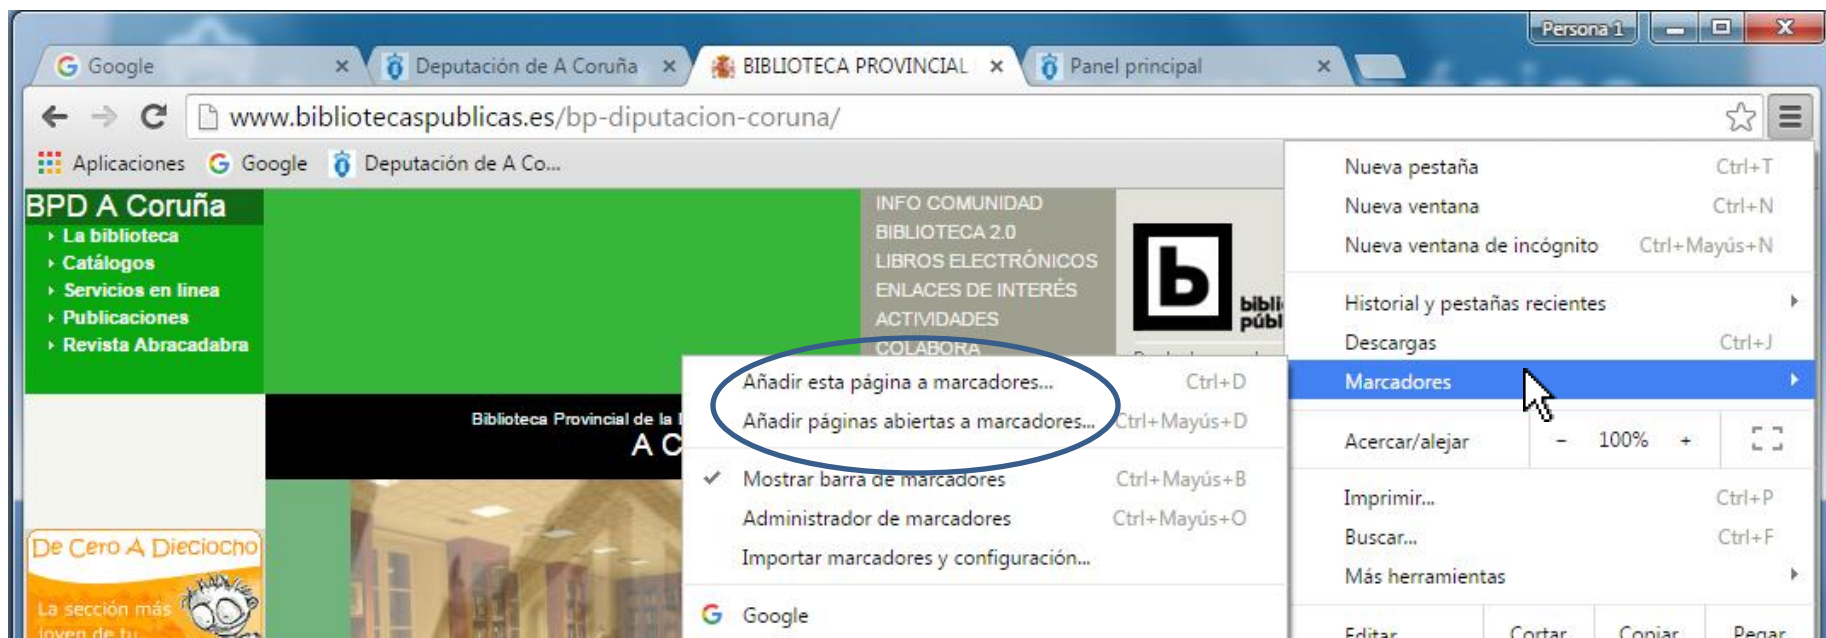 Persona 1
Google
Deputación de A Coruña
BIBLIOTECA PROVINCIAL
Panel principal
www.bibliotecaspublicas.es/bp-diputacion-coruna/
Aplicaciones Google Deputación de A Co...
BPD A Coruña
La biblioteca
Catálogos
Servicios en linea
Publicaciones
Revista Abracadabra
INFO COMUNIDAD
BIBLIOTECA 2.0
LIBROS ELECTRÓNICOS
ENLACES DE INTERÉS
ACTIVIDADES
COLABORA
b
Biblioteca Provincial de la
A C
De Cero A Dieciocho
La sección más
joven de tu
Nueva pestaña Ctrl+T
Nueva ventana Ctrl+N
Nueva ventana de incógnito Ctrl+Mayús+N
Historial y pestañas recientes
Descargas Ctrl+J
Marcadores
Acercar/alejar - 100% +
Imprimir... Ctrl+P
Buscar... Ctrl+F
Más herramientas
Editar Cortar Copiar Pegar
Añadir esta página a marcadores... Ctrl+D
Añadir páginas abiertas a marcadores... Ctrl+Mayús+D
Mostrar barra de marcadores Ctrl+Mayús+B
Administrador de marcadores Ctrl+Mayús+O
Importar marcadores y configuración...
Google